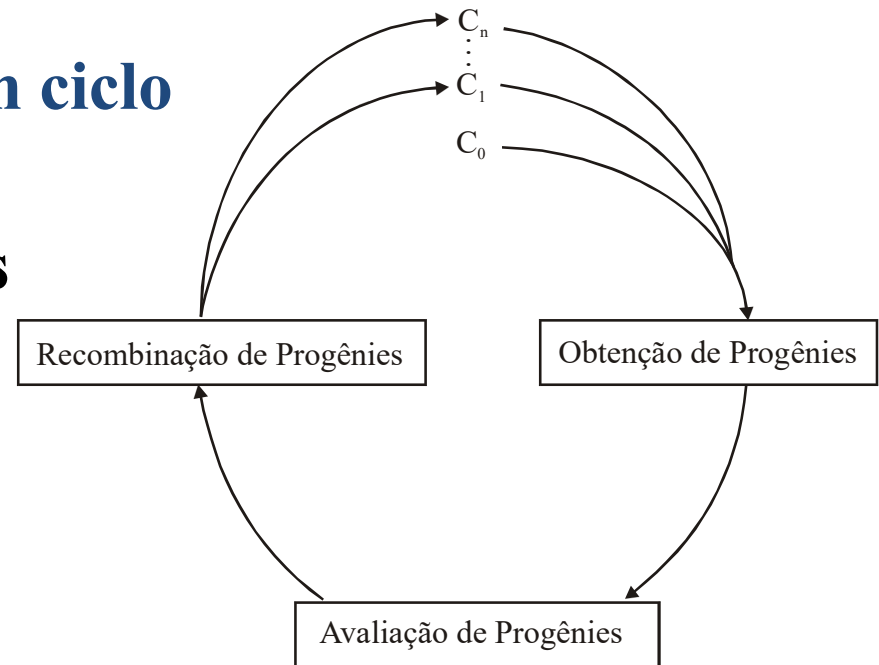 ciclo
C₀
C₁
Cₙ
Recombinação de Progênies
Obtenção de Progênies
Avaliação de Progênies